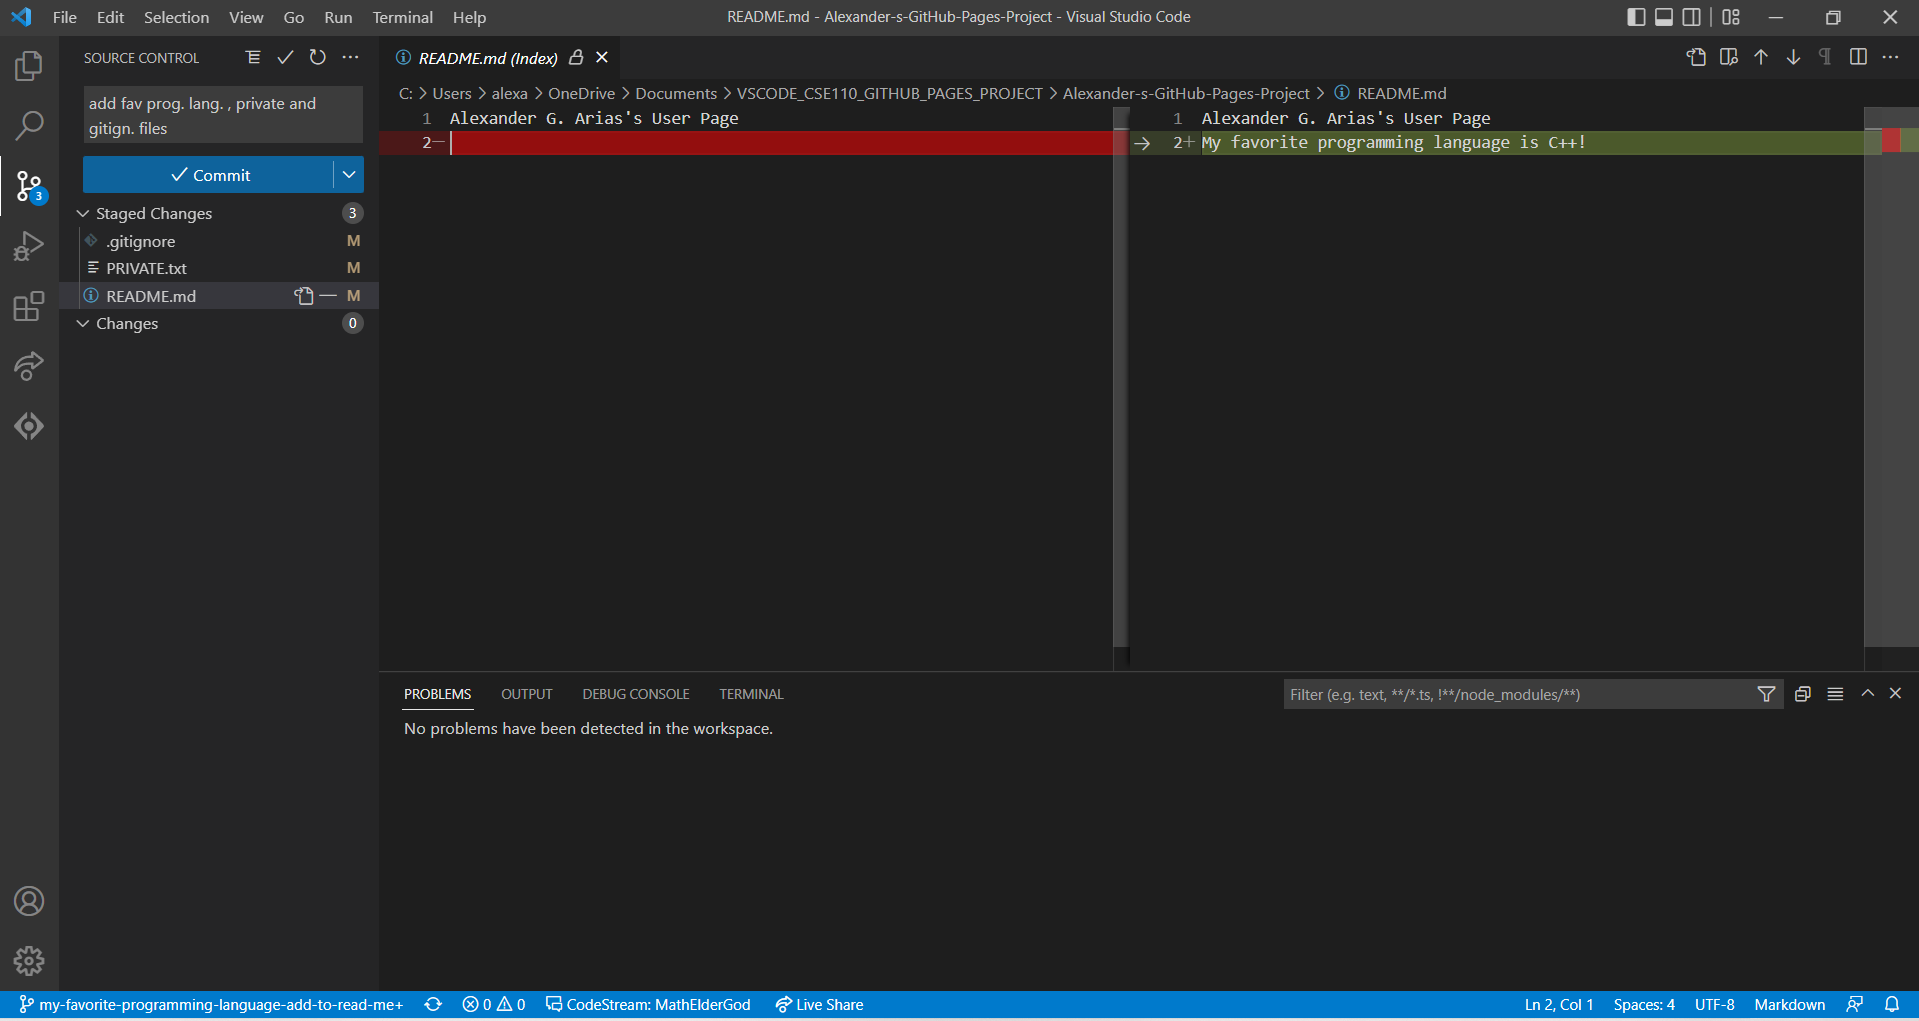 File Edit Selection View Go Run Terminal Help
README.md - Alexander-s-GitHub-Pages-Project - Visual Studio Code
SOURCE CONTROL
README.md (Index)
add fav prog. lang. , private and
gitign. files
Commit
3
Staged Changes 3
.gitignore M
PRIVATE.txt M
README.md M
Changes 0
C: > Users > alexa > OneDrive > Documents > VSCODE_CSE110_GITHUB_PAGES_PROJECT > Alexander-s-GitHub-Pages-Project > README.md
1 Alexander G. Arias's User Page
2−
1 Alexander G. Arias's User Page
2+ My favorite programming language is C++!
PROBLEMS OUTPUT DEBUG CONSOLE TERMINAL
Filter (e.g. text, **/*.ts, !**/node_modules/**)
No problems have been detected in the workspace.
my-favorite-programming-language-add-to-read-me+ 0 0 CodeStream: MathElderGod Live Share
Ln 2, Col 1 Spaces: 4 UTF-8 Markdown